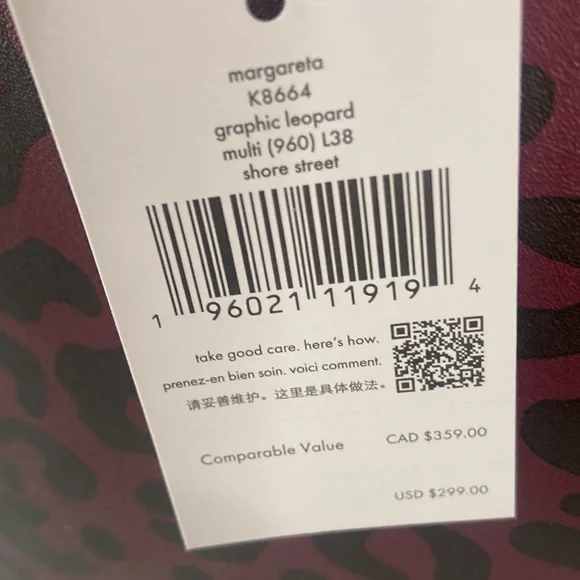 margareta
K8664
graphic leopard
multi (960) L38
shore street
1 96021 11919 4
take good care. here's how.
prenez-en bien soin. voici comment.
请妥善维护。这里是具体做法。
Comparable Value CAD $359.00
USD $299.00